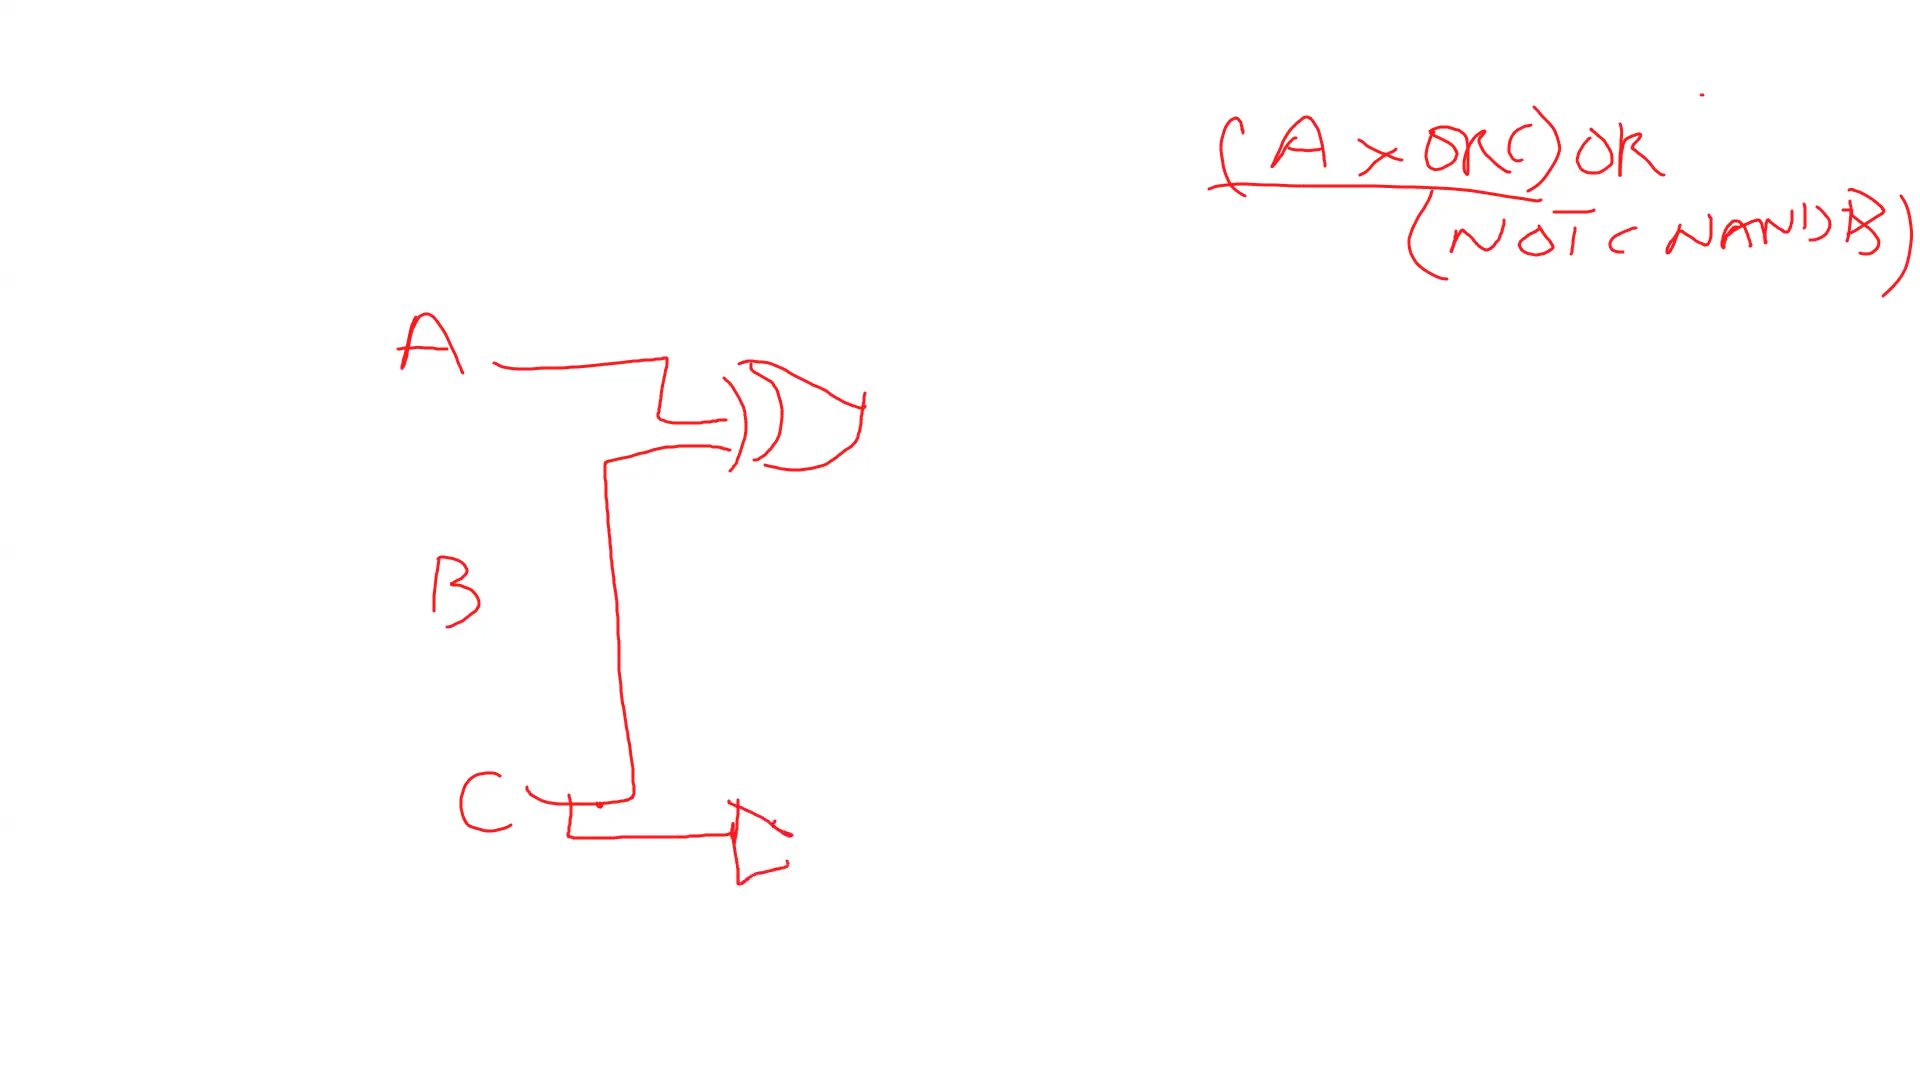 (A XOR C) OR
(NOT C NAND B)
A
B
C